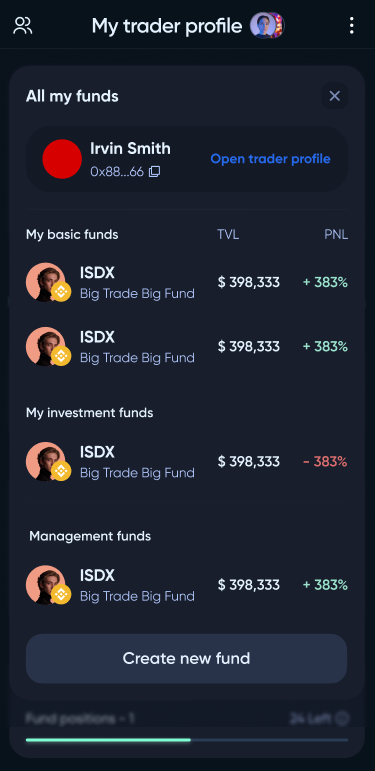 My trader profile
All my funds
Irvin Smith
0x88...66
Open trader profile
My basic funds TVL PNL
ISDX
Big Trade Big Fund
$ 398,333 + 383%
ISDX
Big Trade Big Fund
$ 398,333 + 383%
My investment funds
ISDX
Big Trade Big Fund
$ 398,333 - 383%
Management funds
ISDX
Big Trade Big Fund
$ 398,333 + 383%
Create new fund
Fund positions - 1 24 Left